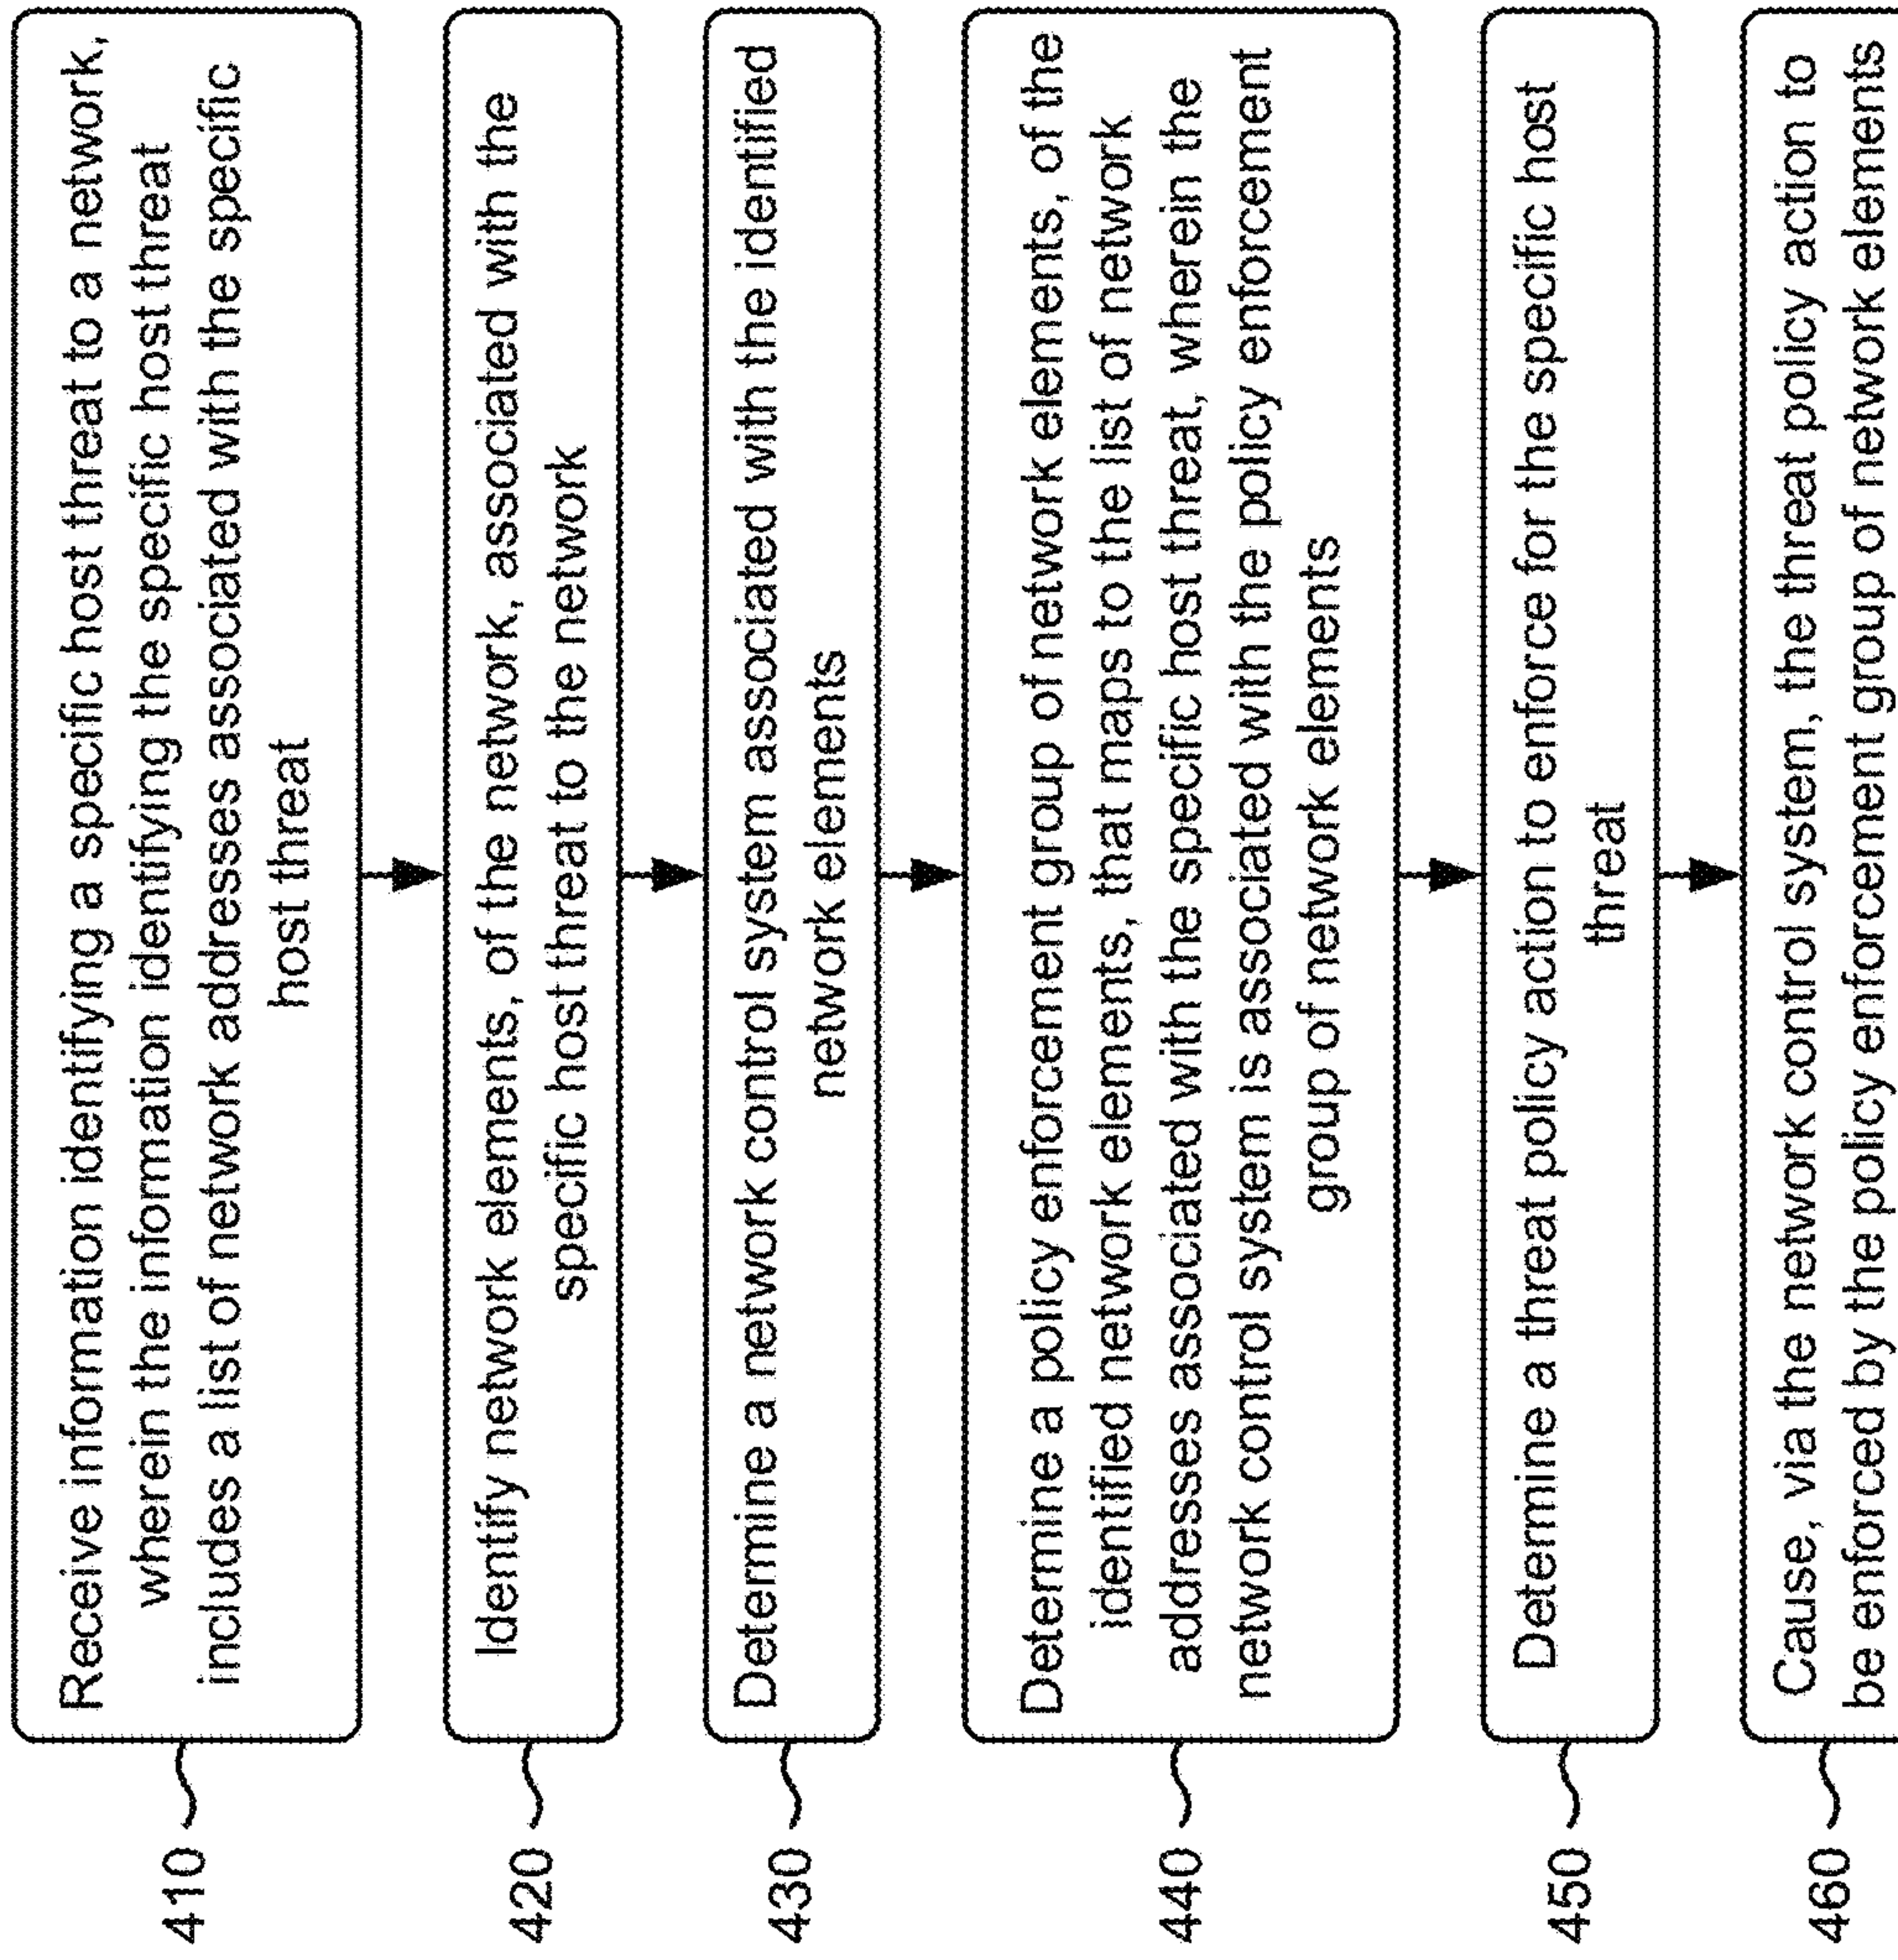 410
Receive information identifying a specific host threat to a network,
wherein the information identifying the specific host threat
includes a list of network addresses associated with the specific
host threat
420
Identify network elements, of the network, associated with the
specific host threat to the network
430
Determine a network control system associated with the identified
network elements
440
Determine a policy enforcement group of network elements, of the
identified network elements, that maps to the list of network
addresses associated with the specific host threat, wherein the
network control system is associated with the policy enforcement
group of network elements
450
Determine a threat policy action to enforce for the specific host
threat
460
Cause, via the network control system, the threat policy action to
be enforced by the policy enforcement group of network elements